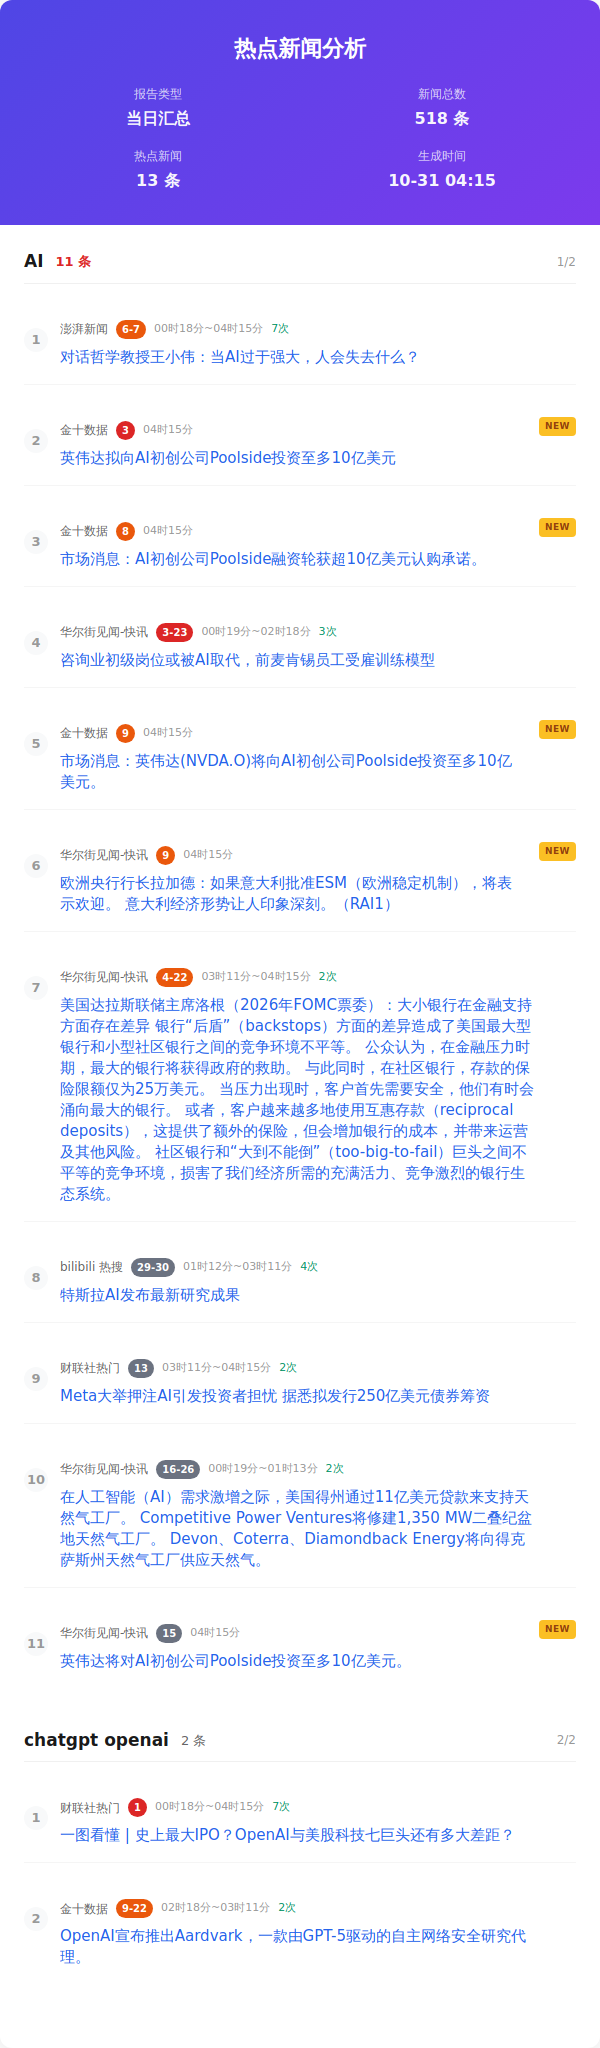 热点新闻分析
报告类型
当日汇总
新闻总数
518 条
热点新闻
13 条
生成时间
10-31 04:15
AI 11 条 1/2
1 澎湃新闻 6-7 00时18分~04时15分 7次
对话哲学教授王小伟：当AI过于强大，人会失去什么？
2 金十数据 3 04时15分 NEW
英伟达拟向AI初创公司Poolside投资至多10亿美元
3 金十数据 8 04时15分 NEW
市场消息：AI初创公司Poolside融资轮获超10亿美元认购承诺。
4 华尔街见闻-快讯 3-23 00时19分~02时18分 3次
咨询业初级岗位或被AI取代，前麦肯锡员工受雇训练模型
5 金十数据 9 04时15分 NEW
市场消息：英伟达(NVDA.O)将向AI初创公司Poolside投资至多10亿
美元。
6 华尔街见闻-快讯 9 04时15分 NEW
欧洲央行行长拉加德：如果意大利批准ESM（欧洲稳定机制），将表
示欢迎。 意大利经济形势让人印象深刻。（RAI1）
7 华尔街见闻-快讯 4-22 03时11分~04时15分 2次
美国达拉斯联储主席洛根（2026年FOMC票委）：大小银行在金融支持
方面存在差异 银行“后盾”（backstops）方面的差异造成了美国最大型
银行和小型社区银行之间的竞争环境不平等。 公众认为，在金融压力时
期，最大的银行将获得政府的救助。 与此同时，在社区银行，存款的保
险限额仅为25万美元。 当压力出现时，客户首先需要安全，他们有时会
涌向最大的银行。 或者，客户越来越多地使用互惠存款（reciprocal
deposits），这提供了额外的保险，但会增加银行的成本，并带来运营
及其他风险。 社区银行和“大到不能倒”（too-big-to-fail）巨头之间不
平等的竞争环境，损害了我们经济所需的充满活力、竞争激烈的银行生
态系统。
8 bilibili 热搜 29-30 01时12分~03时11分 4次
特斯拉AI发布最新研究成果
9 财联社热门 13 03时11分~04时15分 2次
Meta大举押注AI引发投资者担忧 据悉拟发行250亿美元债券筹资
10 华尔街见闻-快讯 16-26 00时19分~01时13分 2次
在人工智能（AI）需求激增之际，美国得州通过11亿美元贷款来支持天
然气工厂。 Competitive Power Ventures将修建1,350 MW二叠纪盆
地天然气工厂。 Devon、Coterra、Diamondback Energy将向得克
萨斯州天然气工厂供应天然气。
11 华尔街见闻-快讯 15 04时15分 NEW
英伟达将对AI初创公司Poolside投资至多10亿美元。
chatgpt openai 2 条 2/2
1 财联社热门 1 00时18分~04时15分 7次
一图看懂 | 史上最大IPO？OpenAI与美股科技七巨头还有多大差距？
2 金十数据 9-22 02时18分~03时11分 2次
OpenAI宣布推出Aardvark，一款由GPT-5驱动的自主网络安全研究代
理。